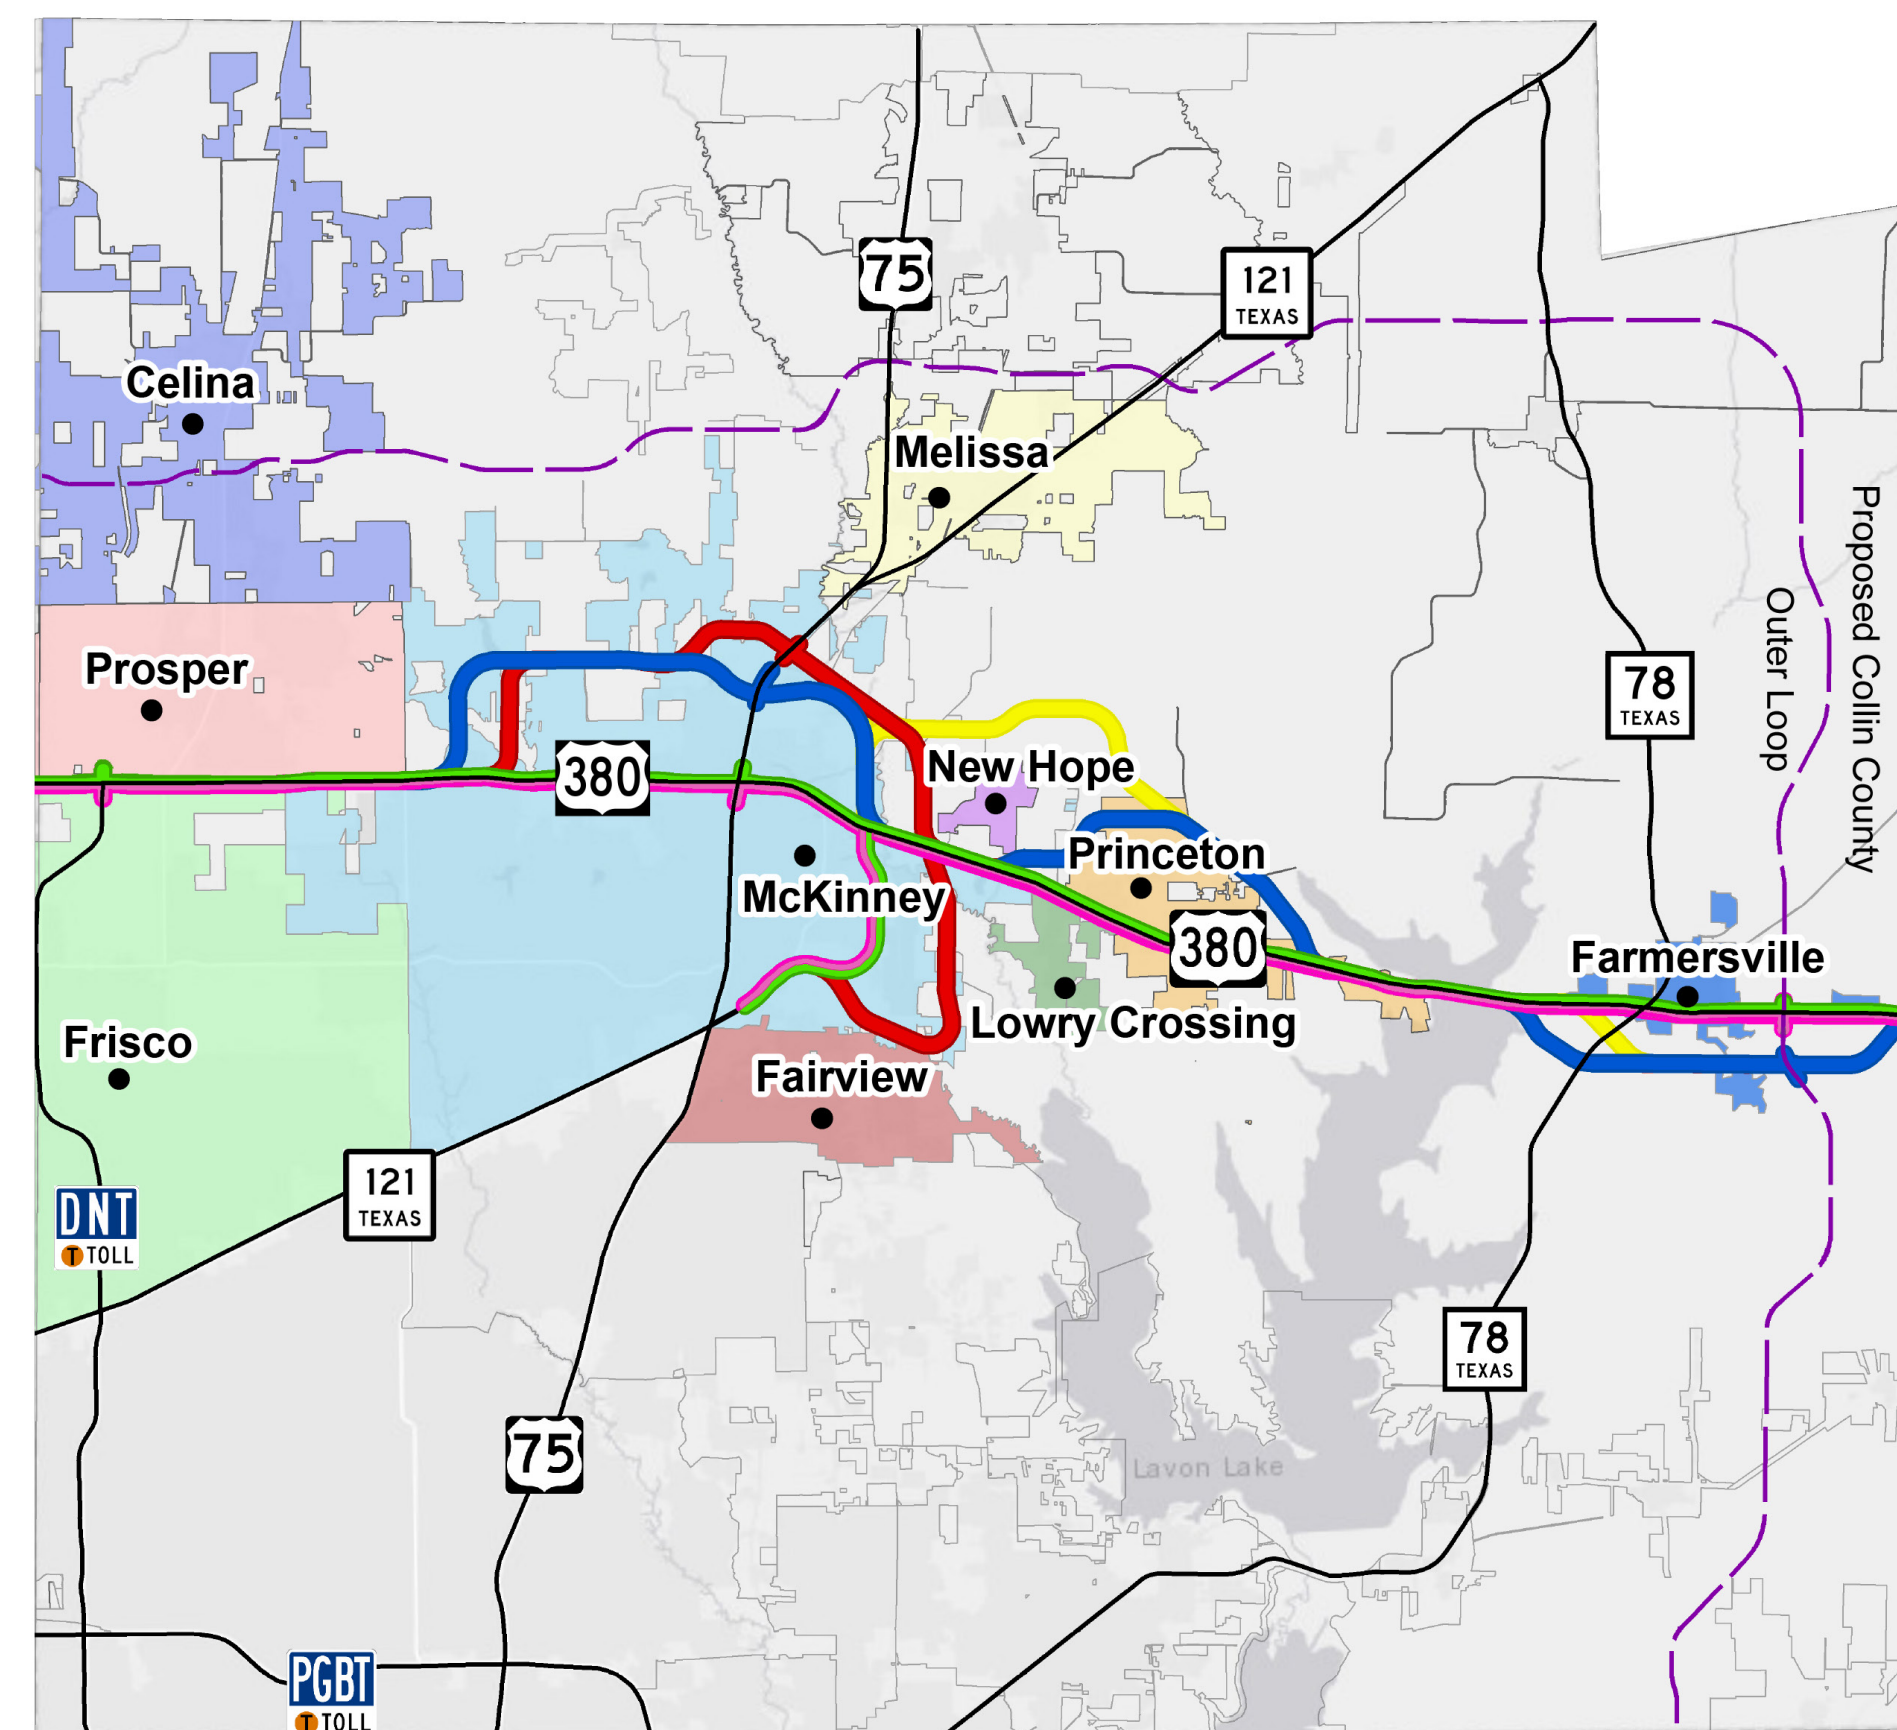 75
121
TEXAS
Celina
Melissa
Proposed Collin County
Outer Loop
Prosper
78
TEXAS
380
New Hope
McKinney
Princeton
380
Farmersville
Lowry Crossing
Frisco
Fairview
121
TEXAS
DNT
T TOLL
78
TEXAS
75
Lavon Lake
PGBT
T TOLL